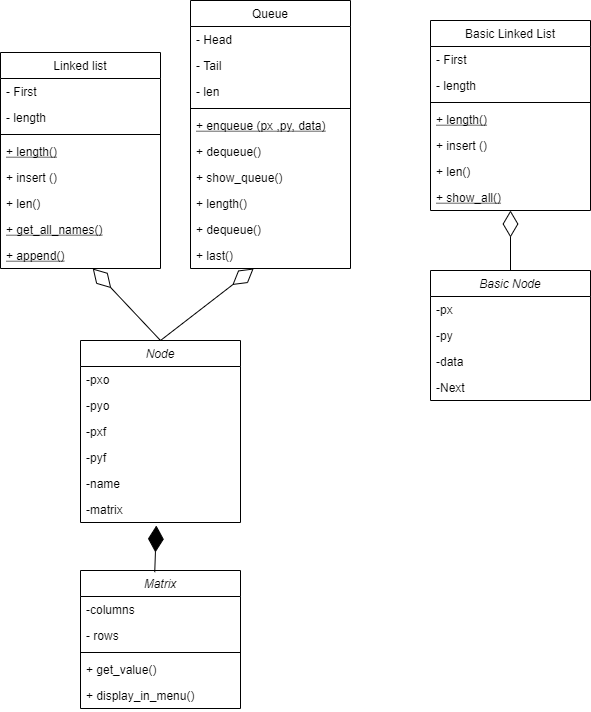 Linked list
- First
- length
+ length()
+ insert ()
+ len()
+ get_all_names()
+ append()
Queue
- Head
- Tail
- len
+ enqueue (px ,py, data)
+ dequeue()
+ show_queue()
+ length()
+ dequeue()
+ last()
Basic Linked List
- First
- length
+ length()
+ insert ()
+ len()
+ show_all()
Basic Node
-px
-py
-data
-Next
Node
-pxo
-pyo
-pxf
-pyf
-name
-matrix
Matrix
-columns
- rows
+ get_value()
+ display_in_menu()